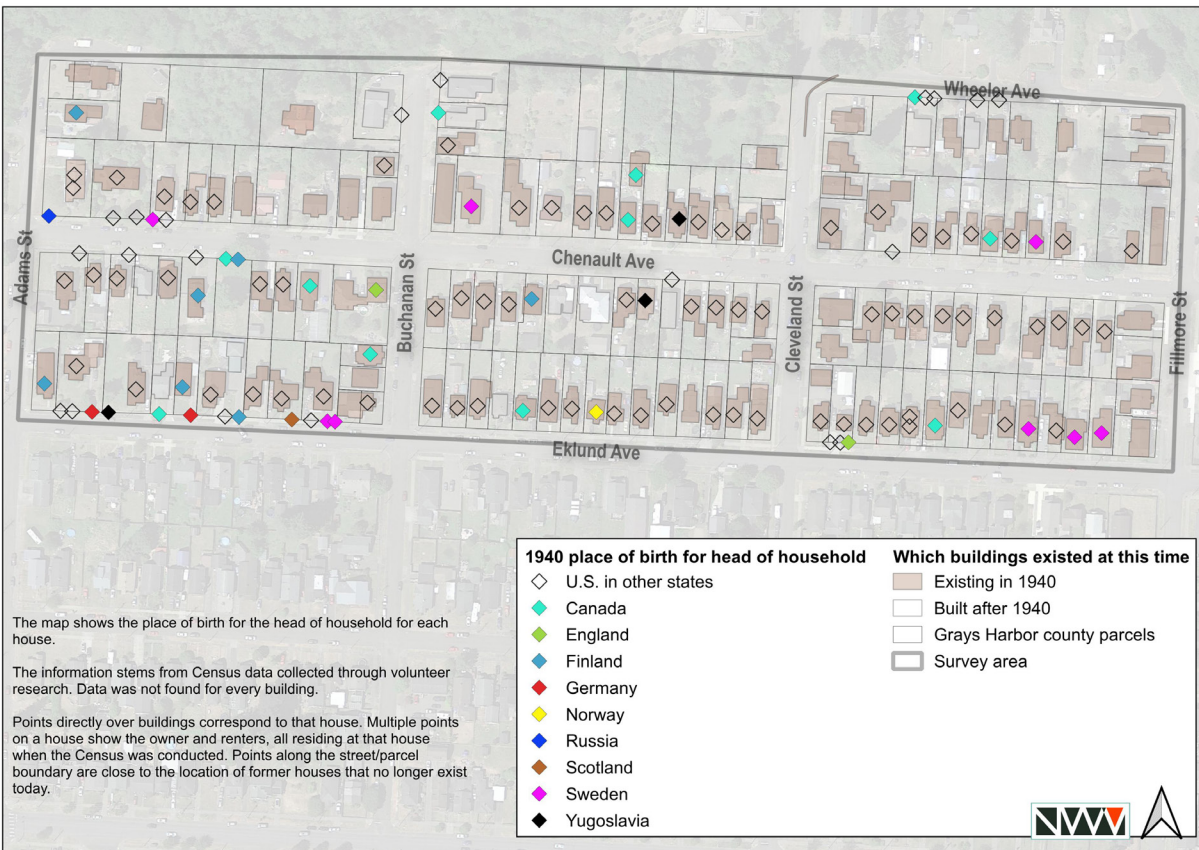 Wheeler Ave
Adams St
Buchanan St
Chenault Ave
Cleveland St
Fillmore St
Eklund Ave
The map shows the place of birth for the head of household for each
house.
The information stems from Census data collected through volunteer
research. Data was not found for every building.
Points directly over buildings correspond to that house. Multiple points
on a house show the owner and renters, all residing at that house
when the Census was conducted. Points along the street/parcel
boundary are close to the location of former houses that no longer exist
today.
1940 place of birth for head of household
U.S. in other states
Canada
England
Finland
Germany
Norway
Russia
Scotland
Sweden
Yugoslavia
Which buildings existed at this time
Existing in 1940
Built after 1940
Grays Harbor county parcels
Survey area
NWV